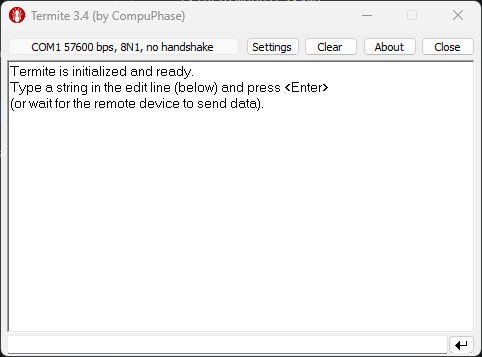 Termite 3.4 (by CompuPhase)
COM1 57600 bps, 8N1, no handshake Settings Clear About Close
Termite is initialized and ready.
Type a string in the edit line (below) and press <Enter>
(or wait for the remote device to send data).